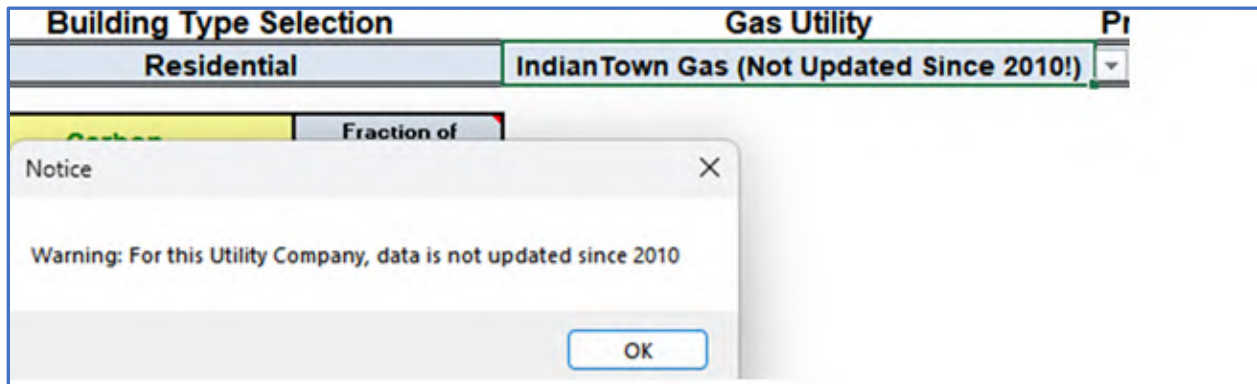 Building Type Selection Gas Utility
Residential IndianTown Gas (Not Updated Since 2010!)
Carbon Fraction of
Notice
Warning: For this Utility Company, data is not updated since 2010
OK